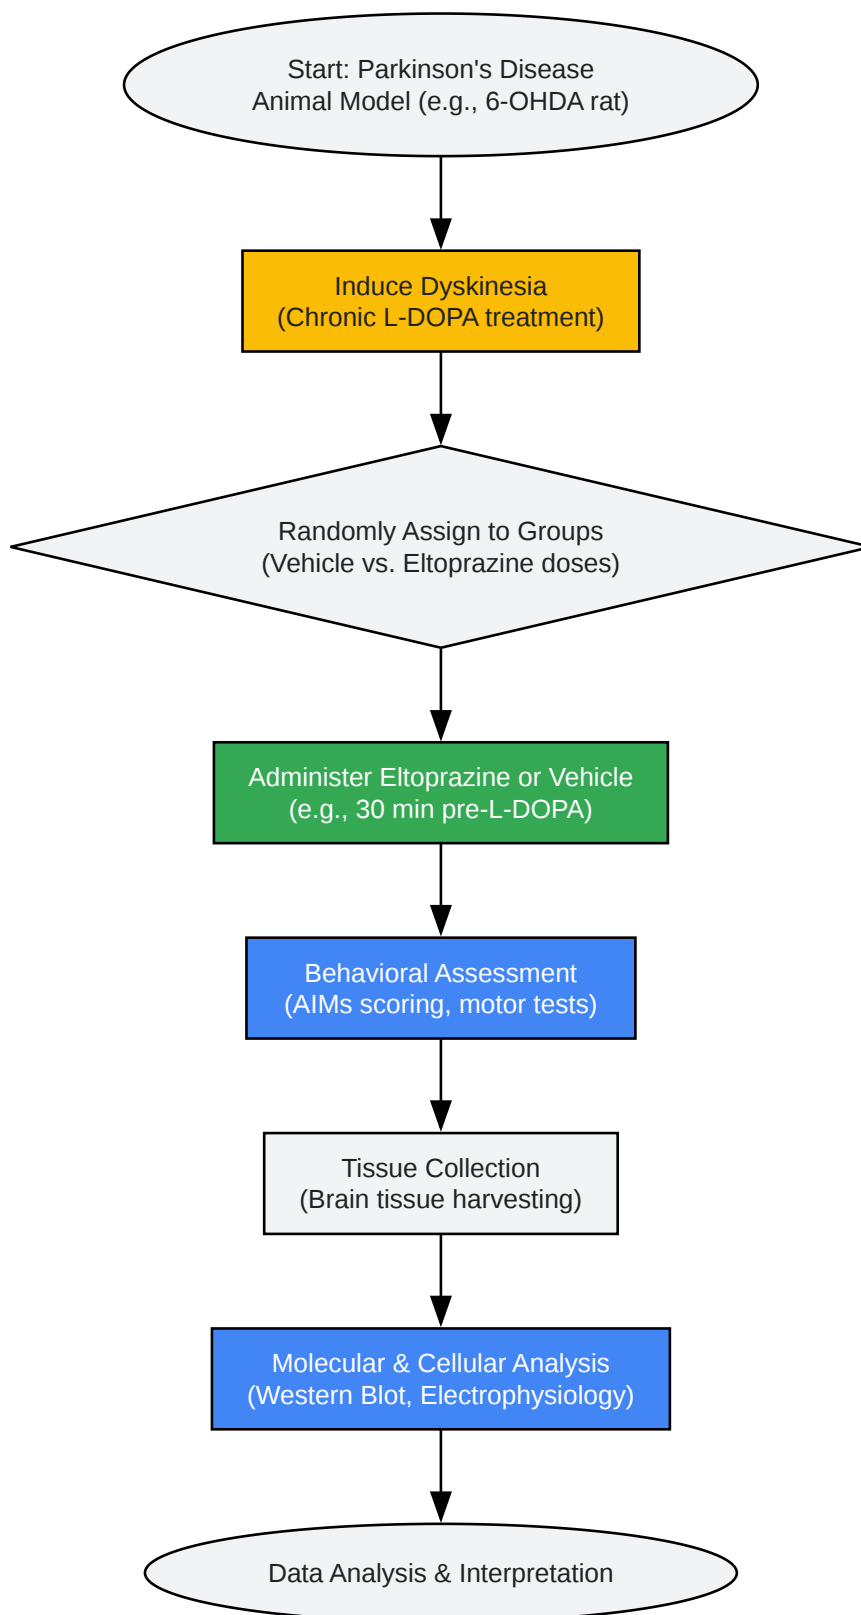 Start: Parkinson's Disease
Animal Model (e.g., 6-OHDA rat)
Induce Dyskinesia
(Chronic L-DOPA treatment)
Randomly Assign to Groups
(Vehicle vs. Eltoprazine doses)
Administer Eltoprazine or Vehicle
(e.g., 30 min pre-L-DOPA)
Behavioral Assessment
(AIMs scoring, motor tests)
Tissue Collection
(Brain tissue harvesting)
Molecular & Cellular Analysis
(Western Blot, Electrophysiology)
Data Analysis & Interpretation